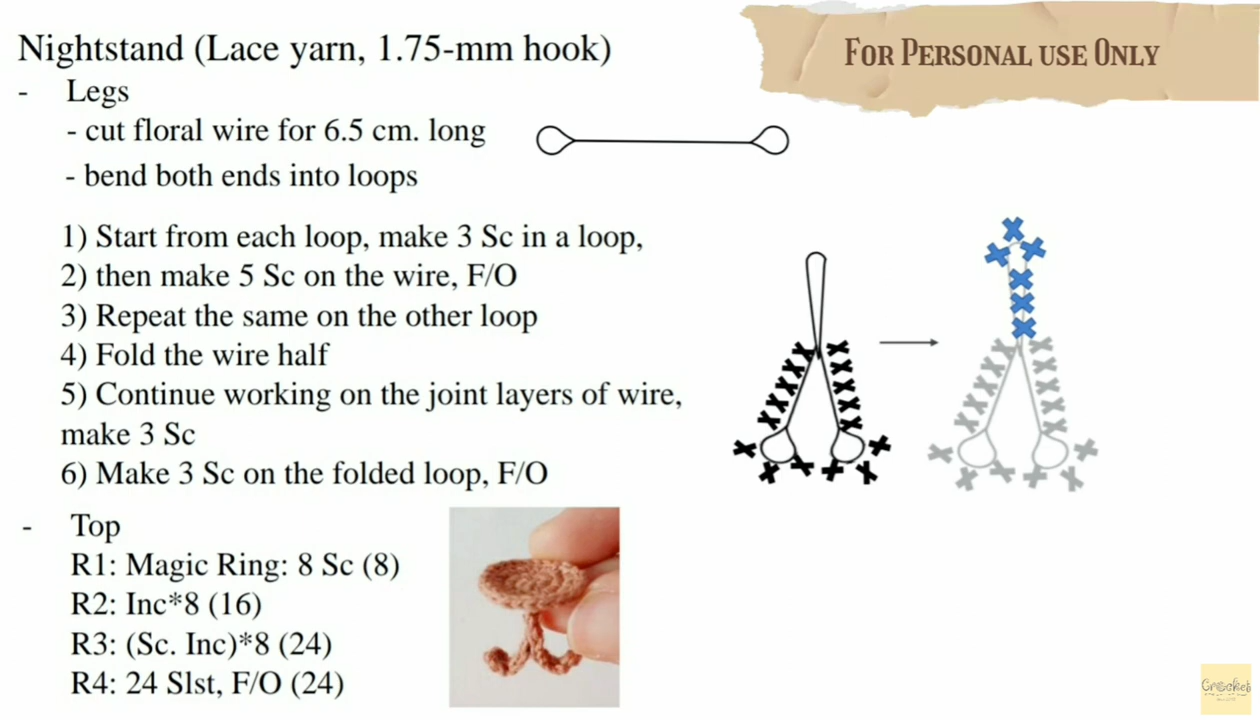 Nightstand (Lace yarn, 1.75-mm hook)
For Personal use Only
- Legs
- cut floral wire for 6.5 cm. long
- bend both ends into loops
1) Start from each loop, make 3 Sc in a loop,
2) then make 5 Sc on the wire, F/O
3) Repeat the same on the other loop
4) Fold the wire half
5) Continue working on the joint layers of wire,
make 3 Sc
6) Make 3 Sc on the folded loop, F/O
- Top
R1: Magic Ring: 8 Sc (8)
R2: Inc*8 (16)
R3: (Sc. Inc)*8 (24)
R4: 24 Slst, F/O (24)
Crochet